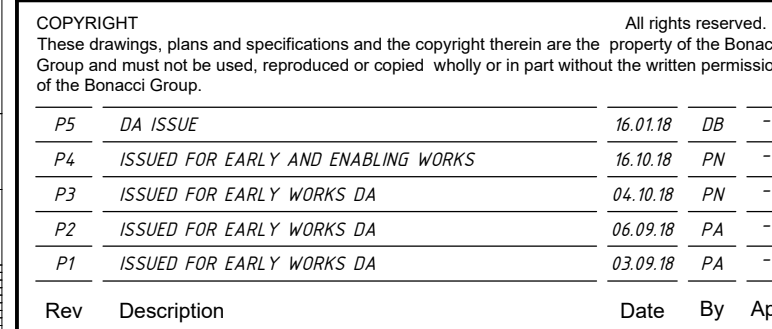 COPYRIGHT All rights reserved.
These drawings, plans and specifications and the copyright therein are the property of the Bonac
Group and must not be used, reproduced or copied wholly or in part without the written permissio
of the Bonacci Group.
P5 DA ISSUE 16.01.18 DB -
P4 ISSUED FOR EARLY AND ENABLING WORKS 16.10.18 PN -
P3 ISSUED FOR EARLY WORKS DA 04.10.18 PN -
P2 ISSUED FOR EARLY WORKS DA 06.09.18 PA -
P1 ISSUED FOR EARLY WORKS DA 03.09.18 PA -
Rev Description Date By Ap